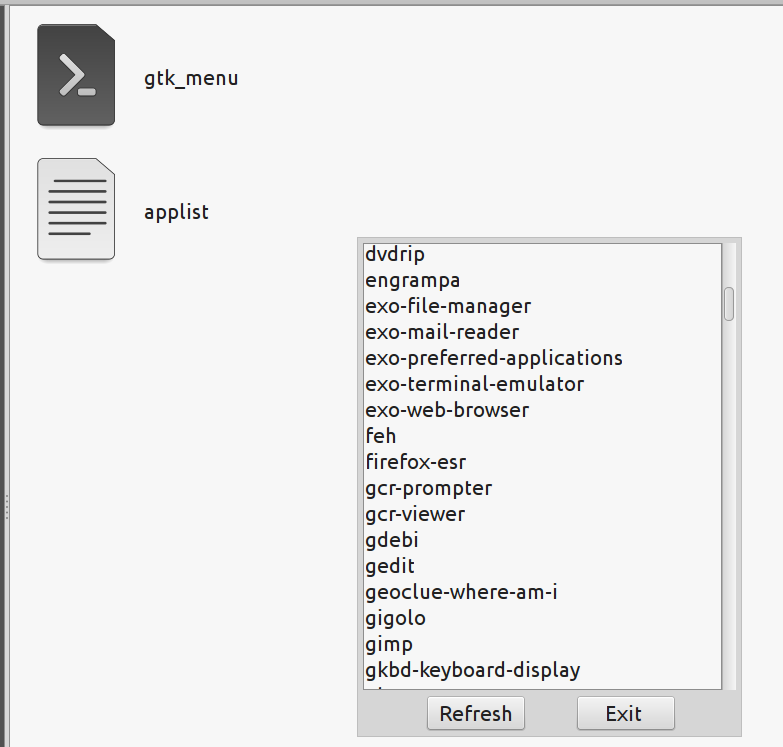 gtk_menu
applist
dvdrip
engrampa
exo-file-manager
exo-mail-reader
exo-preferred-applications
exo-terminal-emulator
exo-web-browser
feh
firefox-esr
gcr-prompter
gcr-viewer
gdebi
gedit
geoclue-where-am-i
gigolo
gimp
gkbd-keyboard-display
Refresh Exit